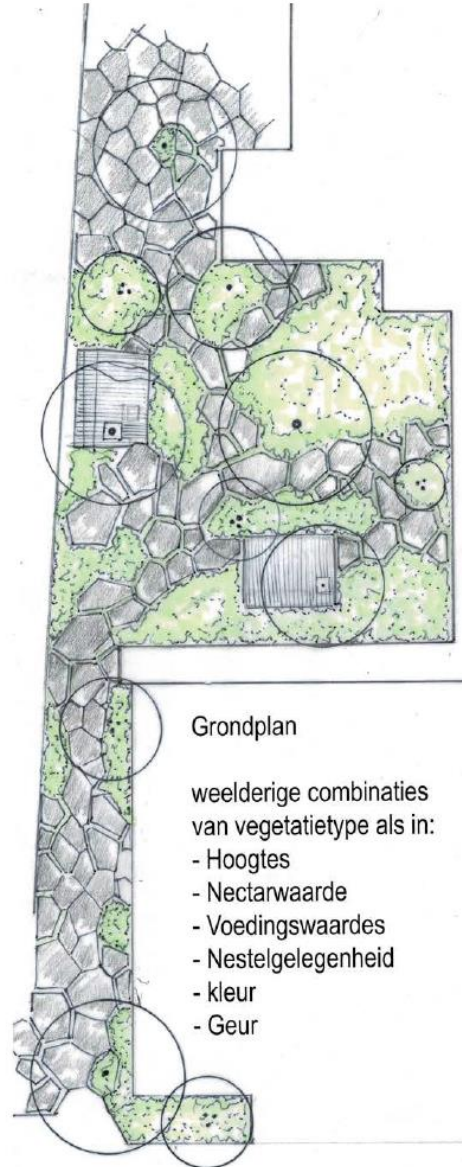 Grondplan
weelderige combinaties
van vegetatietype als in:
- Hoogtes
- Nectarwaarde
- Voedingswaardes
- Nestelgelegenheid
- kleur
- Geur